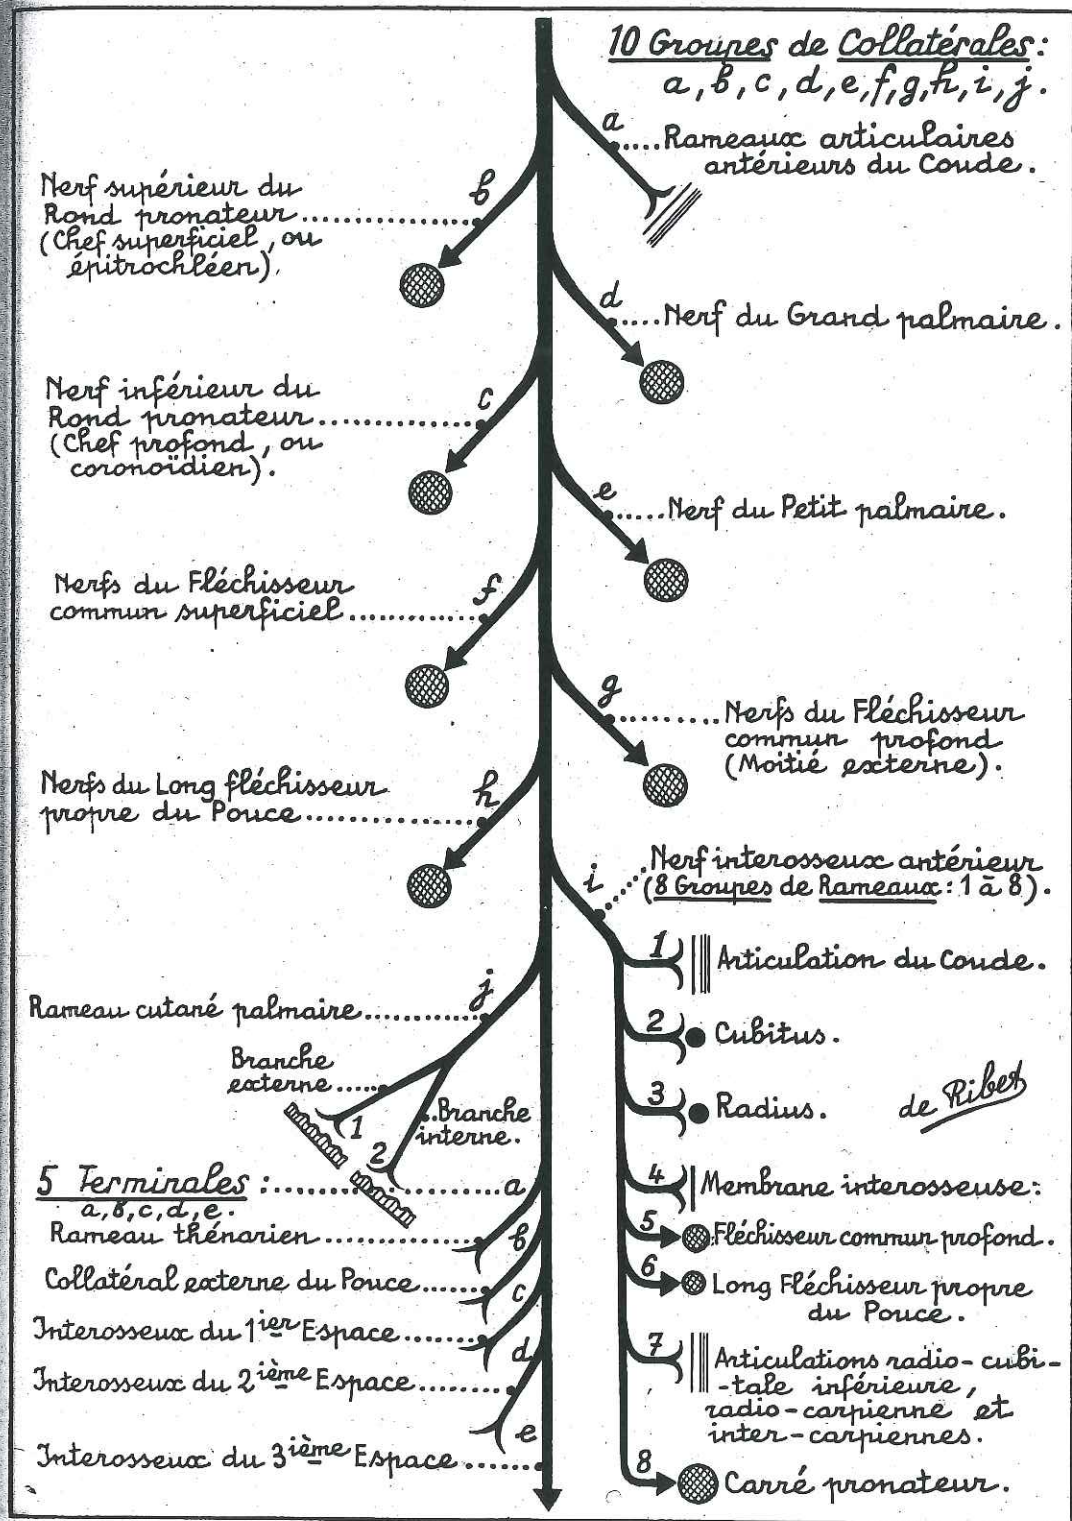 10 Groupes de Collatérales :
a, b, c, d, e, f, g, h, i, j.
a
Rameaux articulaires
antérieurs du Coude.
b
Nerf supérieur du
Rond pronateur
(Chef superficiel, ou
épitrochléen).
d
Nerf du Grand palmaire.
c
Nerf inférieur du
Rond pronateur
(Chef profond, ou
coronoïdien).
e
Nerf du Petit palmaire.
f
Nerfs du Fléchisseur
commun superficiel
g
Nerfs du Fléchisseur
commun profond
(Moitié externe).
h
Nerfs du Long fléchisseur
propre du Pouce
i
Nerf interosseux antérieur
(8 Groupes de Rameaux : 1 à 8).
1
Articulation du Coude.
2
Cubitus.
3
Radius.
de Ribet
4
Membrane interosseuse :
5
Fléchisseur commun profond.
6
Long Fléchisseur propre
du Pouce.
7
Articulations radio-cubi-
-tale inférieure,
radio-carpienne et
inter-carpiennes.
8
Carré pronateur.
j
Rameau cutané palmaire
Branche
externe
1
Branche
interne.
2
5 Terminales :
a, b, c, d, e.
a
Rameau thénarien
b
Collatéral externe du Pouce
c
Interosseux du 1ier Espace
d
Interosseux du 2ième Espace
e
Interosseux du 3ième Espace